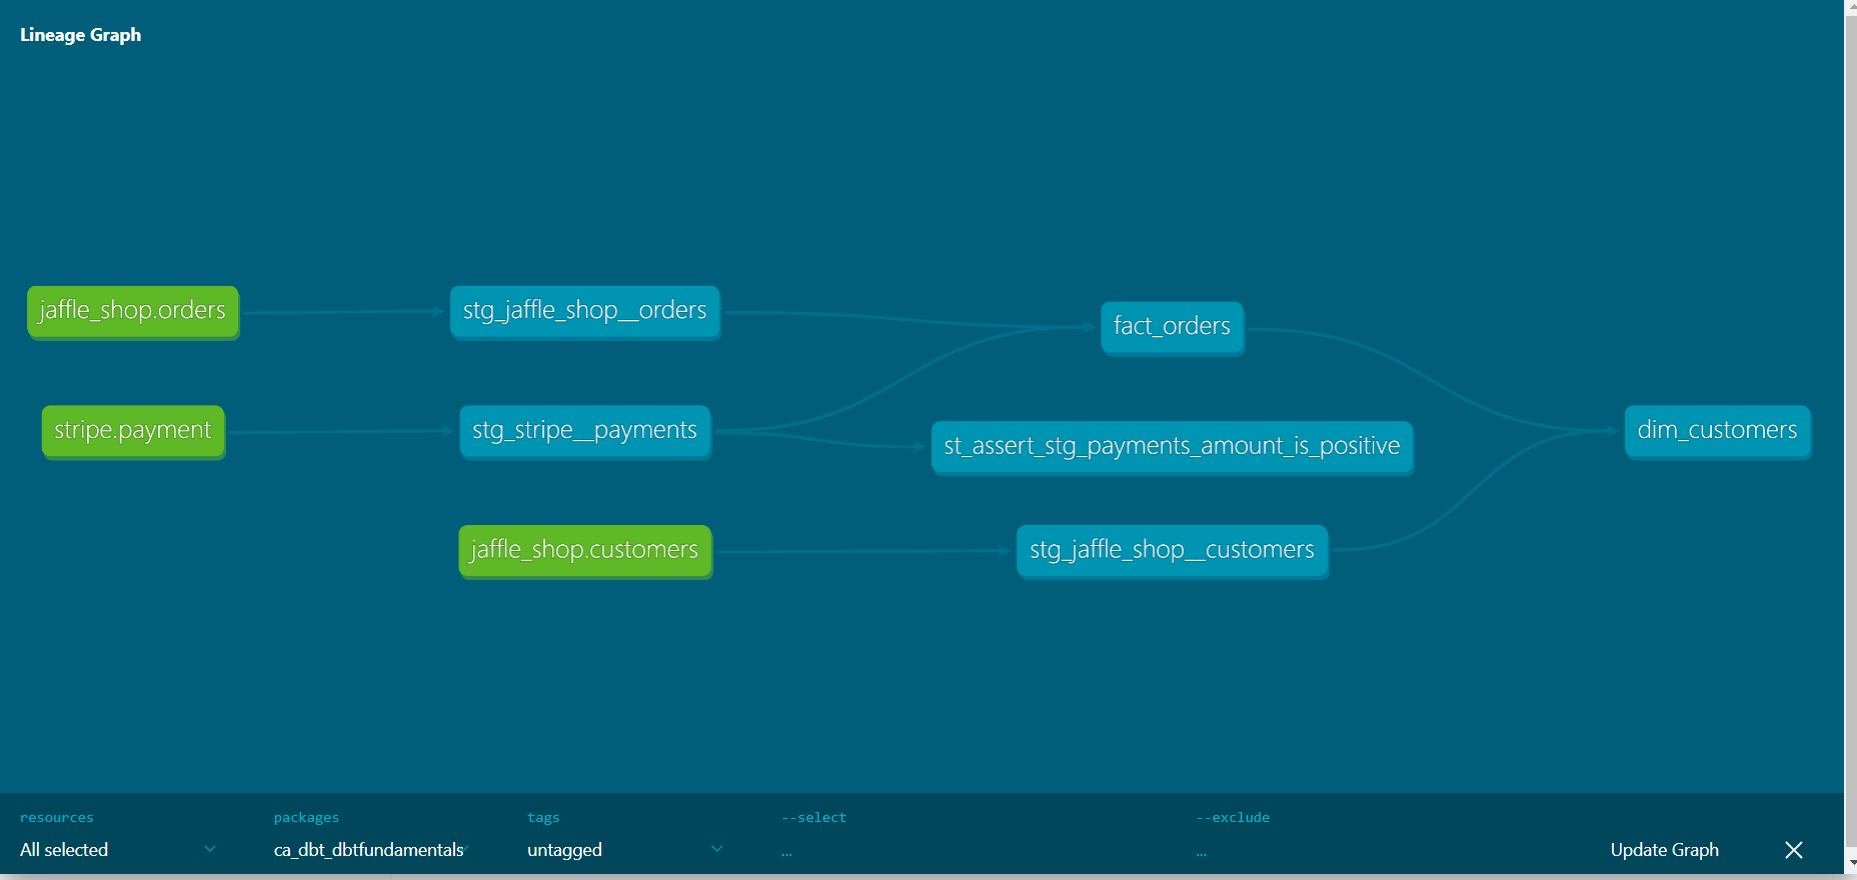 Lineage Graph
jaffle_shop.orders
stg_jaffle_shop__orders
fact_orders
stripe.payment
stg_stripe__payments
st_assert_stg_payments_amount_is_positive
dim_customers
jaffle_shop.customers
stg_jaffle_shop__customers
resources
packages
tags
--select
--exclude
All selected
ca_dbt_dbtfundamentals
untagged
...
...
Update Graph